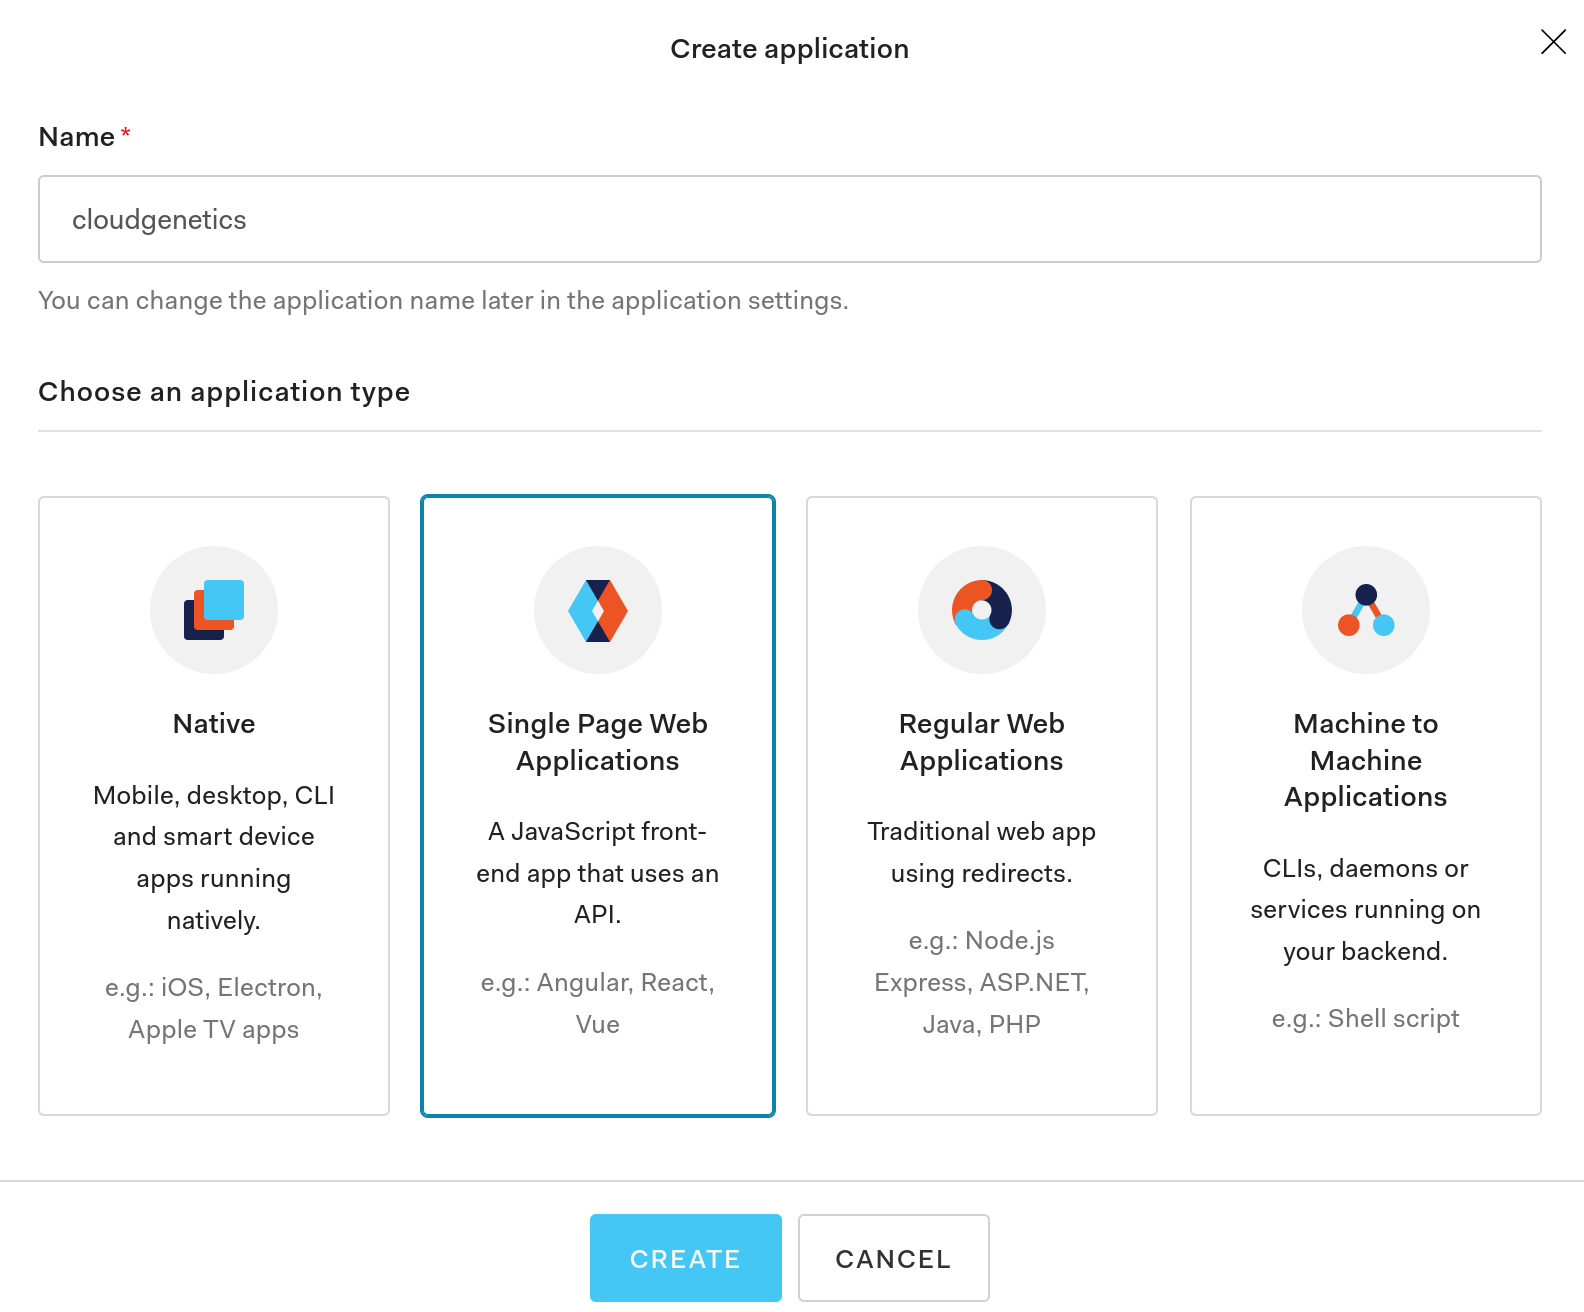 Create application
Name *
cloudgenetics
You can change the application name later in the application settings.
Choose an application type
Native
Mobile, desktop, CLI
and smart device
apps running
natively.
e.g.: iOS, Electron,
Apple TV apps
Single Page Web
Applications
A JavaScript front-
end app that uses an
API.
e.g.: Angular, React,
Vue
Regular Web
Applications
Traditional web app
using redirects.
e.g.: Node.js
Express, ASP.NET,
Java, PHP
Machine to
Machine
Applications
CLIs, daemons or
services running on
your backend.
e.g.: Shell script
CREATE
CANCEL